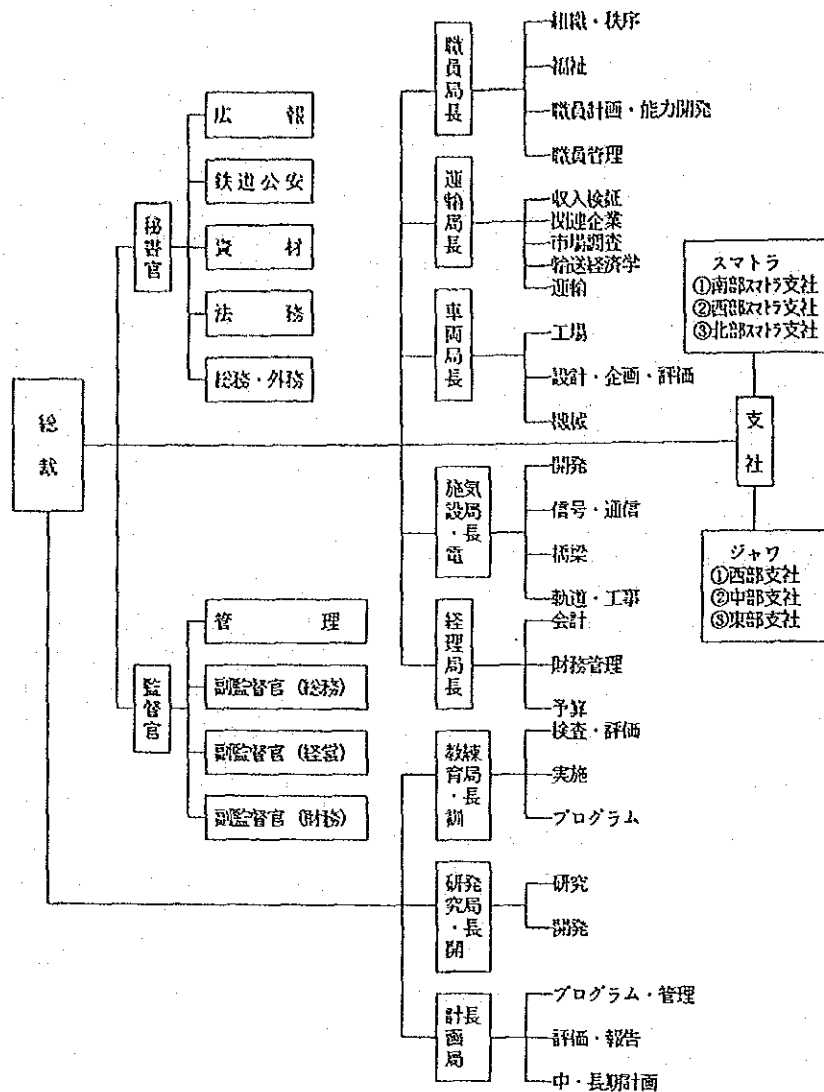 総裁
秘書官
広報
鉄道公安
資材
法務
総務・外務
監督官
管理
副監督官(総務)
副監督官(経営)
副監督官(財務)
職員局長
組織・秩序
福祉
職員計画・能力開発
職員管理
運輸局長
収入検証
関連企業
市場調査
輸送経済学
運輸
車両局長
工場
設計・企画・評価
機械
施設・電気局長
開発
信号・通信
橋梁
軌道・工事
経理局長
会計
財務管理
予算
教育・訓練局長
検査・評価
実施
プログラム
研究・開発局長
研究
開発
計画局長
プログラム・管理
評価・報告
中・長期計画
スマトラ
①南部スマトラ支社
②西部スマトラ支社
③北部スマトラ支社
支社
ジャワ
①西部支社
②中部支社
③東部支社